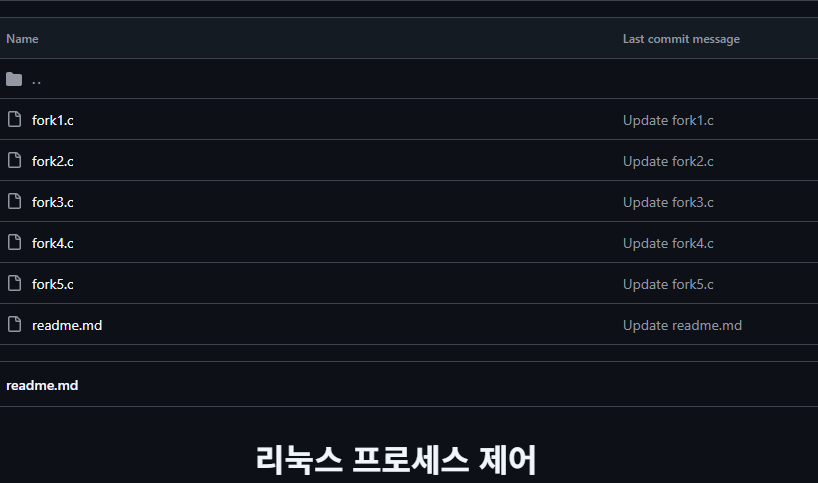 Name Last commit message
..
fork1.c Update fork1.c
fork2.c Update fork2.c
fork3.c Update fork3.c
fork4.c Update fork4.c
fork5.c Update fork5.c
readme.md Update readme.md
readme.md
리눅스 프로세스 제어